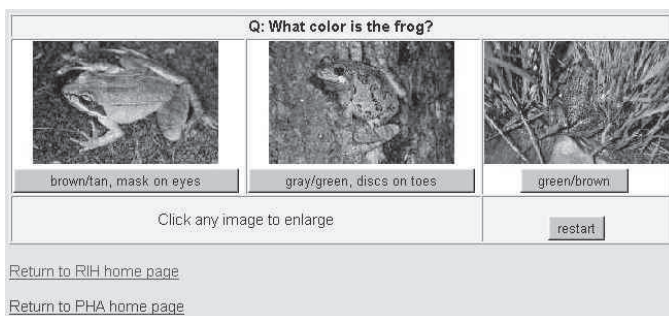 Q: What color is the frog?
brown/tan, mask on eyes
gray/green, discs on toes
green/brown
Click any image to enlarge
restart
Return to RIH home page
Return to PHA home page